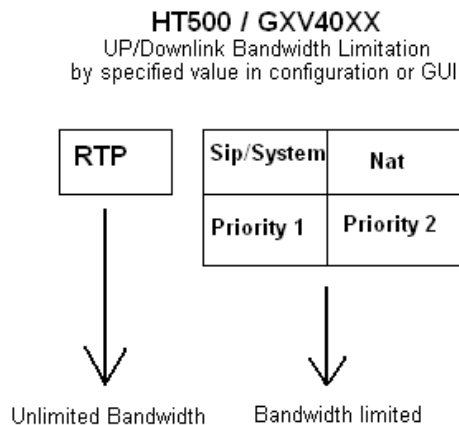 HT500 / GXV40XX
UP/Downlink Bandwidth Limitation
by specified value in configuration or GUI
RTP
Sip/System
Nat
Priority 1
Priority 2
Unlimited Bandwidth
Bandwidth limited